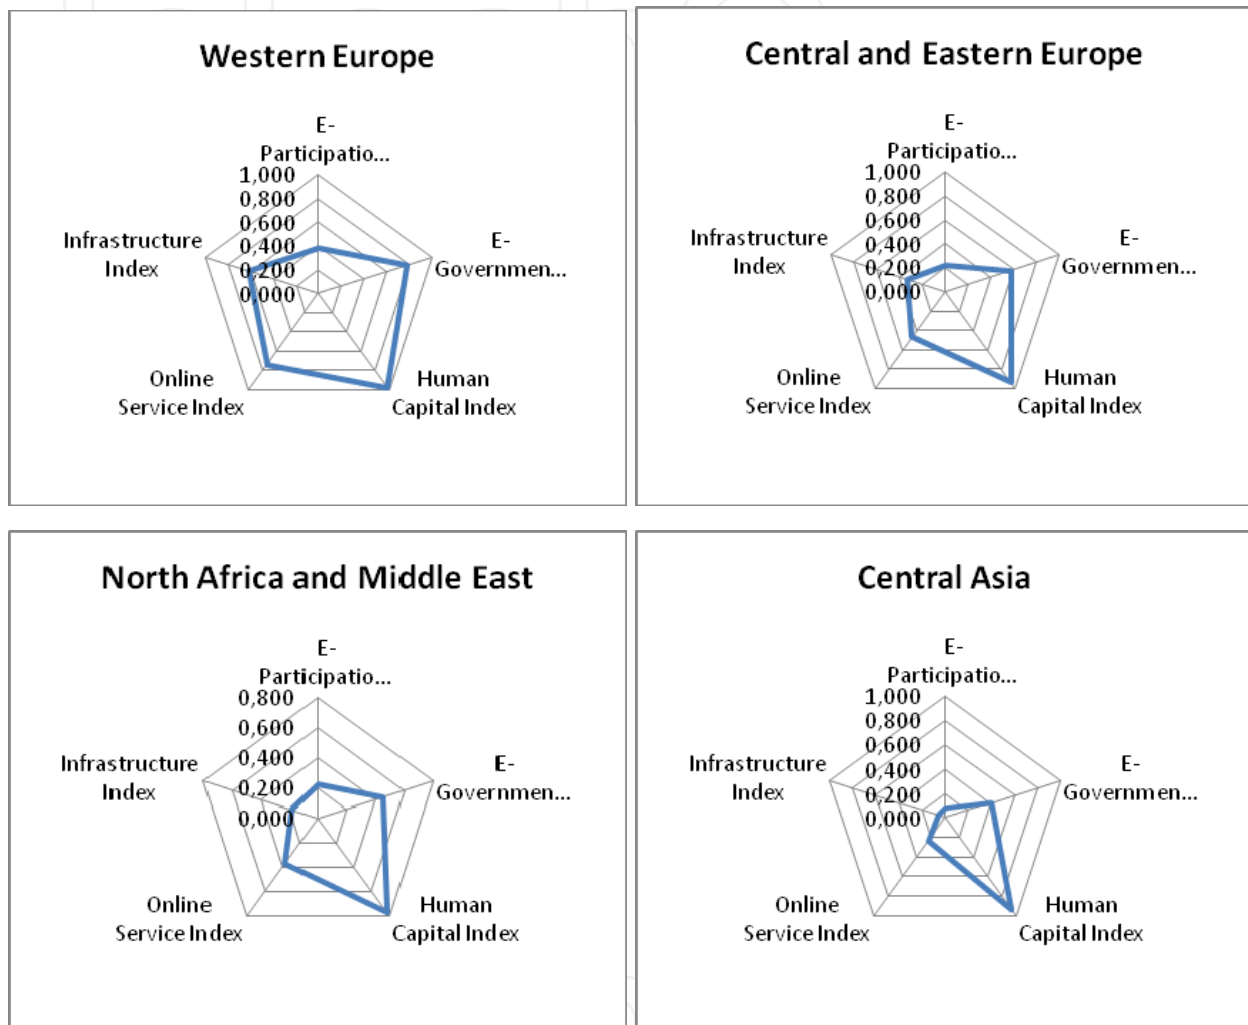 Western Europe
E-
Participatio...
1,000
0,800
0,600
0,400
0,200
0,000
E-
Governmen...
Human
Capital Index
Online
Service Index
Infrastructure
Index
Central and Eastern Europe
E-
Participatio...
1,000
0,800
0,600
0,400
0,200
0,000
E-
Governmen...
Human
Capital Index
Online
Service Index
Infrastructure
Index
North Africa and Middle East
E-
Participatio...
0,800
0,600
0,400
0,200
0,000
E-
Governmen...
Human
Capital Index
Online
Service Index
Infrastructure
Index
Central Asia
E-
Participatio...
1,000
0,800
0,600
0,400
0,200
0,000
E-
Governmen...
Human
Capital Index
Online
Service Index
Infrastructure
Index